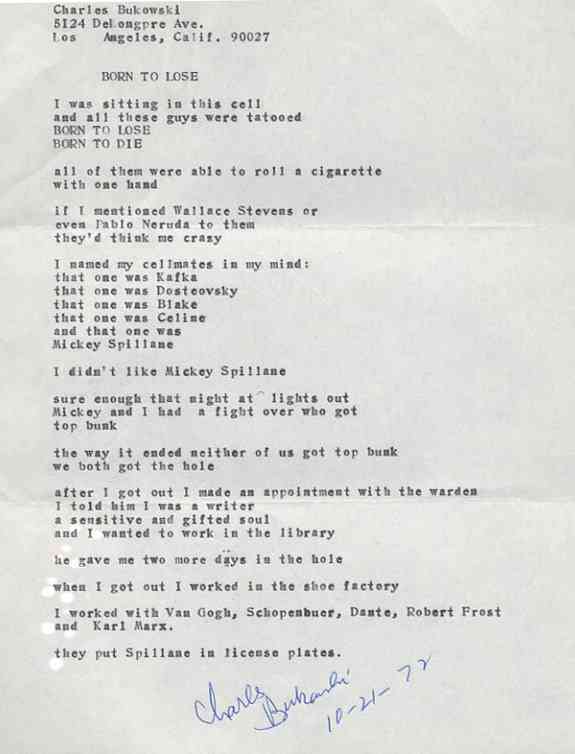 Charles Bukowski
5124 DeLongpre Ave.
Los Angeles, Calif. 90027
BORN TO LOSE
I was sitting in this cell
and all these guys were tatooed
BORN TO LOSE
BORN TO DIE
all of them were able to roll a cigarette
with one hand
if I mentioned Wallace Stevens or
even Pablo Neruda to them
they'd think me crazy
I named my cellmates in my mind:
that one was Kafka
that one was Dosteovsky
that one was Blake
that one was Celine
and that one was
Mickey Spillane
I didn't like Mickey Spillane
sure enough that night at lights out
Mickey and I had a fight over who got
top bunk
the way it ended neither of us got top bunk
we both got the hole
after I got out I made an appointment with the warden
I told him I was a writer
a sensitive and gifted soul
and I wanted to work in the library
he gave me two more days in the hole
when I got out I worked in the shoe factory
I worked with Van Gogh, Schopenhuer, Dante, Robert Frost
and Karl Marx.
they put Spillane in license plates.
Charles
Bukowski
10-21-72